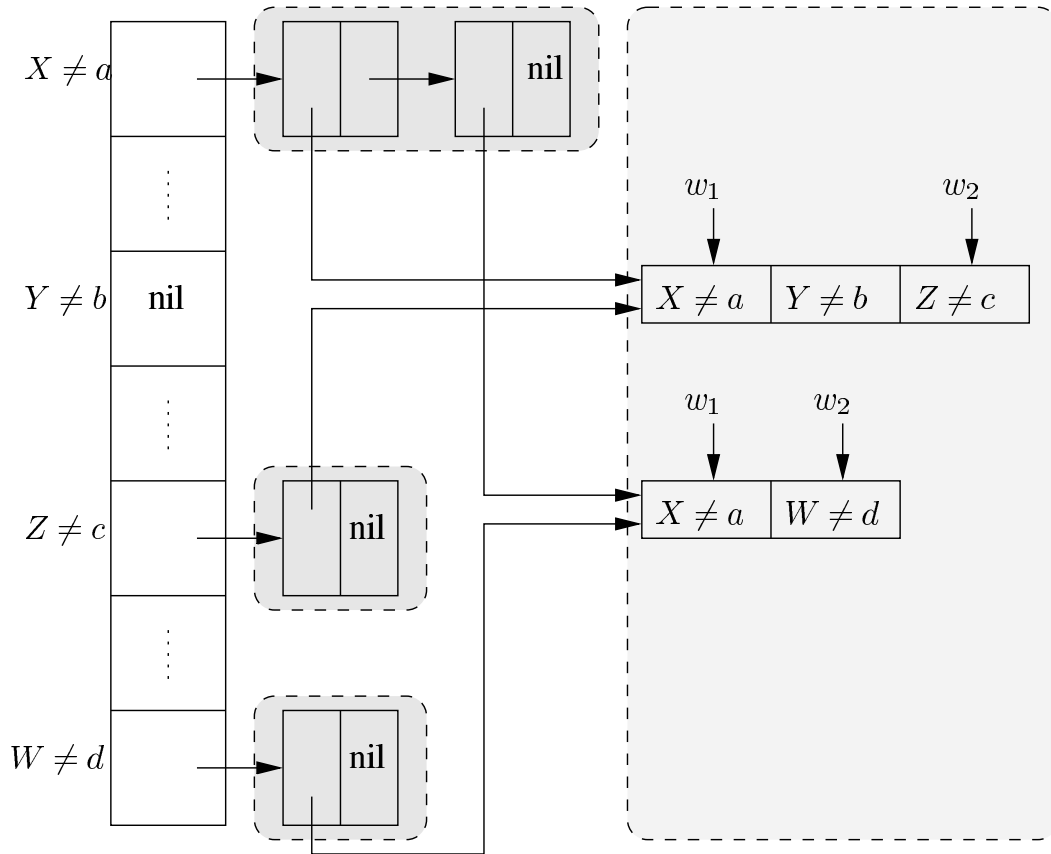 X ≠ a
nil
w₁ w₂
Y ≠ b nil
X ≠ a Y ≠ b Z ≠ c
w₁ w₂
Z ≠ c nil
X ≠ a W ≠ d
W ≠ d nil